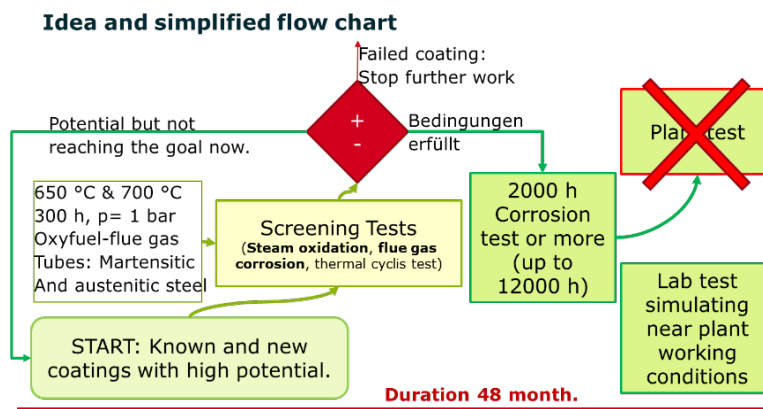 Idea and simplified flow chart
Failed coating:
Stop further work
Potential but not
reaching the goal now.
+
-
Bedingungen
erfüllt
Plant test
650 °C & 700 °C
300 h, p= 1 bar
Oxyfuel-flue gas
Tubes: Martensitic
And austenitic steel
Screening Tests
(Steam oxidation, flue gas
corrosion, thermal cyclis test)
2000 h
Corrosion
test or more
(up to
12000 h)
Lab test
simulating
near plant
working
conditions
START: Known and new
coatings with high potential.
Duration 48 month.